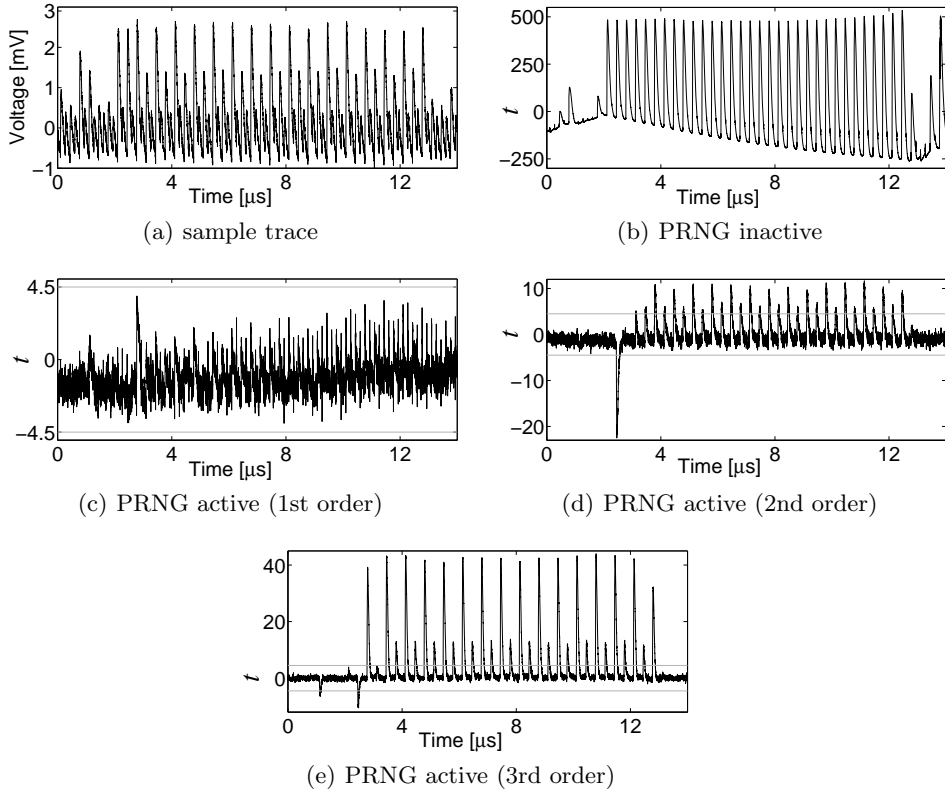 3
2
1
0
−1
Voltage [mV]
0 4 8 12
Time [μs]
(a) sample trace
500
250
0
−250
t
0 4 8 12
Time [μs]
(b) PRNG inactive
4.5
0
−4.5
t
0 4 8 12
Time [μs]
(c) PRNG active (1st order)
10
0
−10
−20
t
0 4 8 12
Time [μs]
(d) PRNG active (2nd order)
40
20
0
t
0 4 8 12
Time [μs]
(e) PRNG active (3rd order)